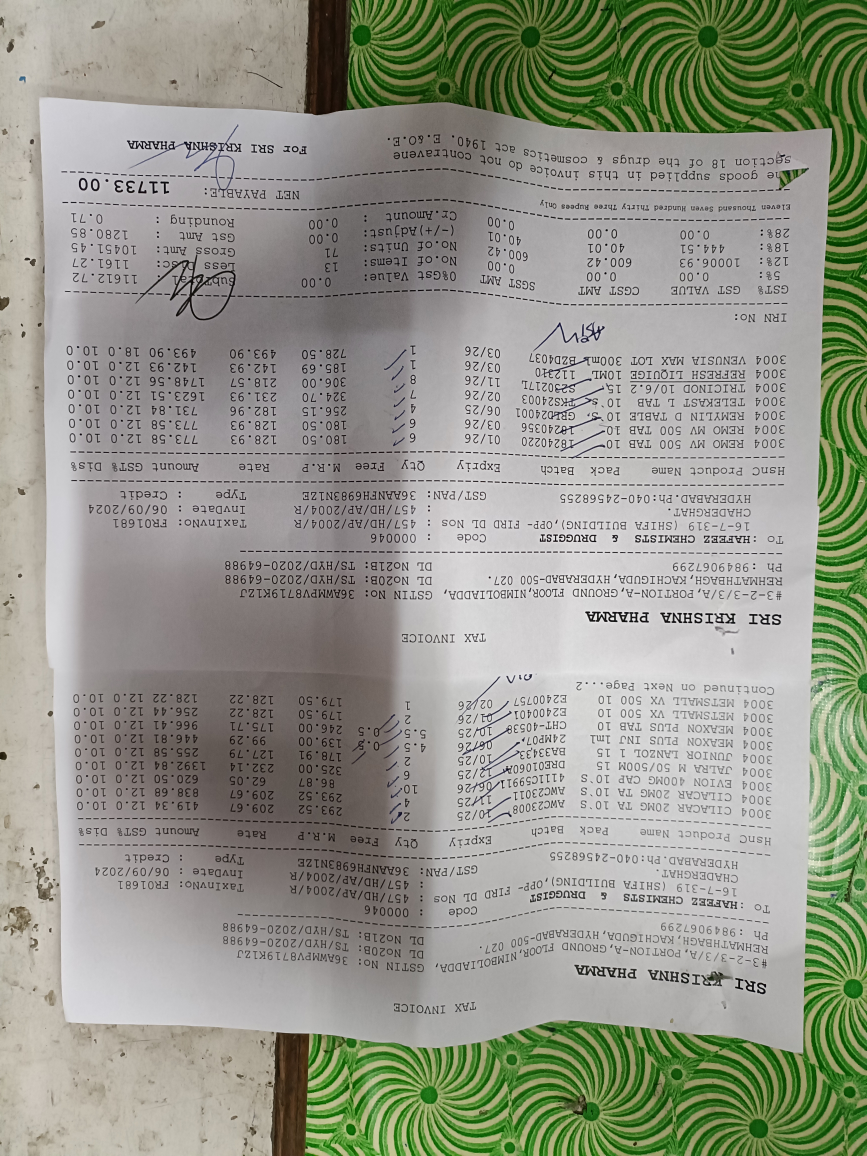 TAX INVOICE
SRI KRISHNA PHARMA
#3-2-3/3/A, PORTION-A, GROUND FLOOR, NIMBOLIADDA, GSTIN No: 36AWMPV8719K1ZJ
REHMATHBAGH, KACHIGUDA, HYDERABAD-500 027. DL No20B: TS/HYD/2020-64988
Ph : 9849067299 DL No21B: TS/HYD/2020-64988
To : HAFEEZ CHEMISTS & DRUGGIST Code : 000046
16-7-319 (SHIFA BUILDING), OPP- FIRD DL Nos : 457/HD/AP/2004/R TaxInvNo: FR01681
CHADERGHAT. : 457/HD/AP/2004/R InvDate : 06/09/2024
HYDERABAD.Ph:040-24568255 GST/PAN: 36AANFH6983N1ZE Type : Credit
HsnC Product Name Pack Batch Expriy Qty Free M.R.P Rate Amount GST% Dis%
3004 CILACAR 20MG TA 10'S AWC23008 10/25 2 293.52 209.67 419.34 12.0 10.0
3004 CILACAR 20MG TA 10'S AWC23011 11/25 4 293.52 209.67 838.68 12.0 10.0
3004 EVION 400MG CAP 10'S 4111C5991 06/26 10 86.87 62.05 620.50 12.0 10.0
3004 JALRA M 50/500M 15 DREB1060A 12/25 6 325.00 232.14 1392.84 12.0 10.0
3004 JUNIOR LANZOL 1 15 BA33433 10/25 2 178.91 127.79 255.58 12.0 10.0
3004 MEAXON PLUS INJ 1ml 24MP07 06/26 4.5 0.5 139.00 99.29 446.81 12.0 10.0
3004 MEAXON PLUS TAB 10 CHT-40538 10/25 5.5 0.5 246.00 175.71 966.41 12.0 10.0
3004 METSMALL VX 500 10 E2400401 01/26 2 179.50 128.22 256.44 12.0 10.0
3004 METSMALL VX 500 10 E2400757 02/26 1 179.50 128.22 128.22 12.0 10.0
Continued on Next Page...2
TAX INVOICE
SRI KRISHNA PHARMA
#3-2-3/3/A, PORTION-A, GROUND FLOOR, NIMBOLIADDA, GSTIN No: 36AWMPV8719K1ZJ
REHMATHBAGH, KACHIGUDA, HYDERABAD-500 027. DL No20B: TS/HYD/2020-64988
Ph : 9849067299 DL No21B: TS/HYD/2020-64988
To : HAFEEZ CHEMISTS & DRUGGIST Code : 000046
16-7-319 (SHIFA BUILDING), OPP- FIRD DL Nos : 457/HD/AP/2004/R TaxInvNo: FR01681
CHADERGHAT. : 457/HD/AP/2004/R InvDate : 06/09/2024
HYDERABAD.Ph:040-24568255 GST/PAN: 36AANFH6983N1ZE Type : Credit
HsnC Product Name Pack Batch Expriy Qty Free M.R.P Rate Amount GST% Dis%
3004 REMO MV 500 TAB 10 18240220 01/26 6 180.50 128.93 773.58 12.0 10.0
3004 REMO MV 500 TAB 10 18240356 03/26 6 180.50 128.93 773.58 12.0 10.0
3004 REMYLIN D TABLE 10'S GRLD24001 06/25 4 256.15 182.96 731.84 12.0 10.0
3004 TELEKAST L TAB 10'S TKSZ4003 02/26 7 324.70 231.93 1623.51 12.0 10.0
3004 TRICINO 10/6.2 15 S2302171 11/26 8 306.00 218.57 1748.56 12.0 10.0
3004 REFRESH LIQUIGE 10ML 112310 03/26 1 185.69 142.93 142.93 12.0 10.0
3004 VENUSIA MAX LOT 300mL BZD4037 03/26 1 728.50 493.90 493.90 18.0 10.0
IRN No:
GST% GST VALUE CGST AMT SGST AMT 0%Gst Value: 0.00 SubTotal : 11612.72
5%: 0.00 0.00 0.00 No.of Items: 13 Less Disc: 1161.27
12%: 10006.93 600.42 600.42 No.of Units: 71 Gross Amt: 10451.45
18%: 444.51 40.01 40.01 (-/+)Adjust: 0.00 Gst Amt : 1280.85
28%: 0.00 0.00 0.00 Cr.Amount : 0.00 Rounding : 0.71
Eleven Thousand Seven Hundred Thirty Three Rupees Only
NET PAYABLE: 11733.00
goods supplied in this invoice do not contravene
section 18 of the drugs & cosmetics act 1940. E.&O.E. For SRI KRISHNA PHARMA